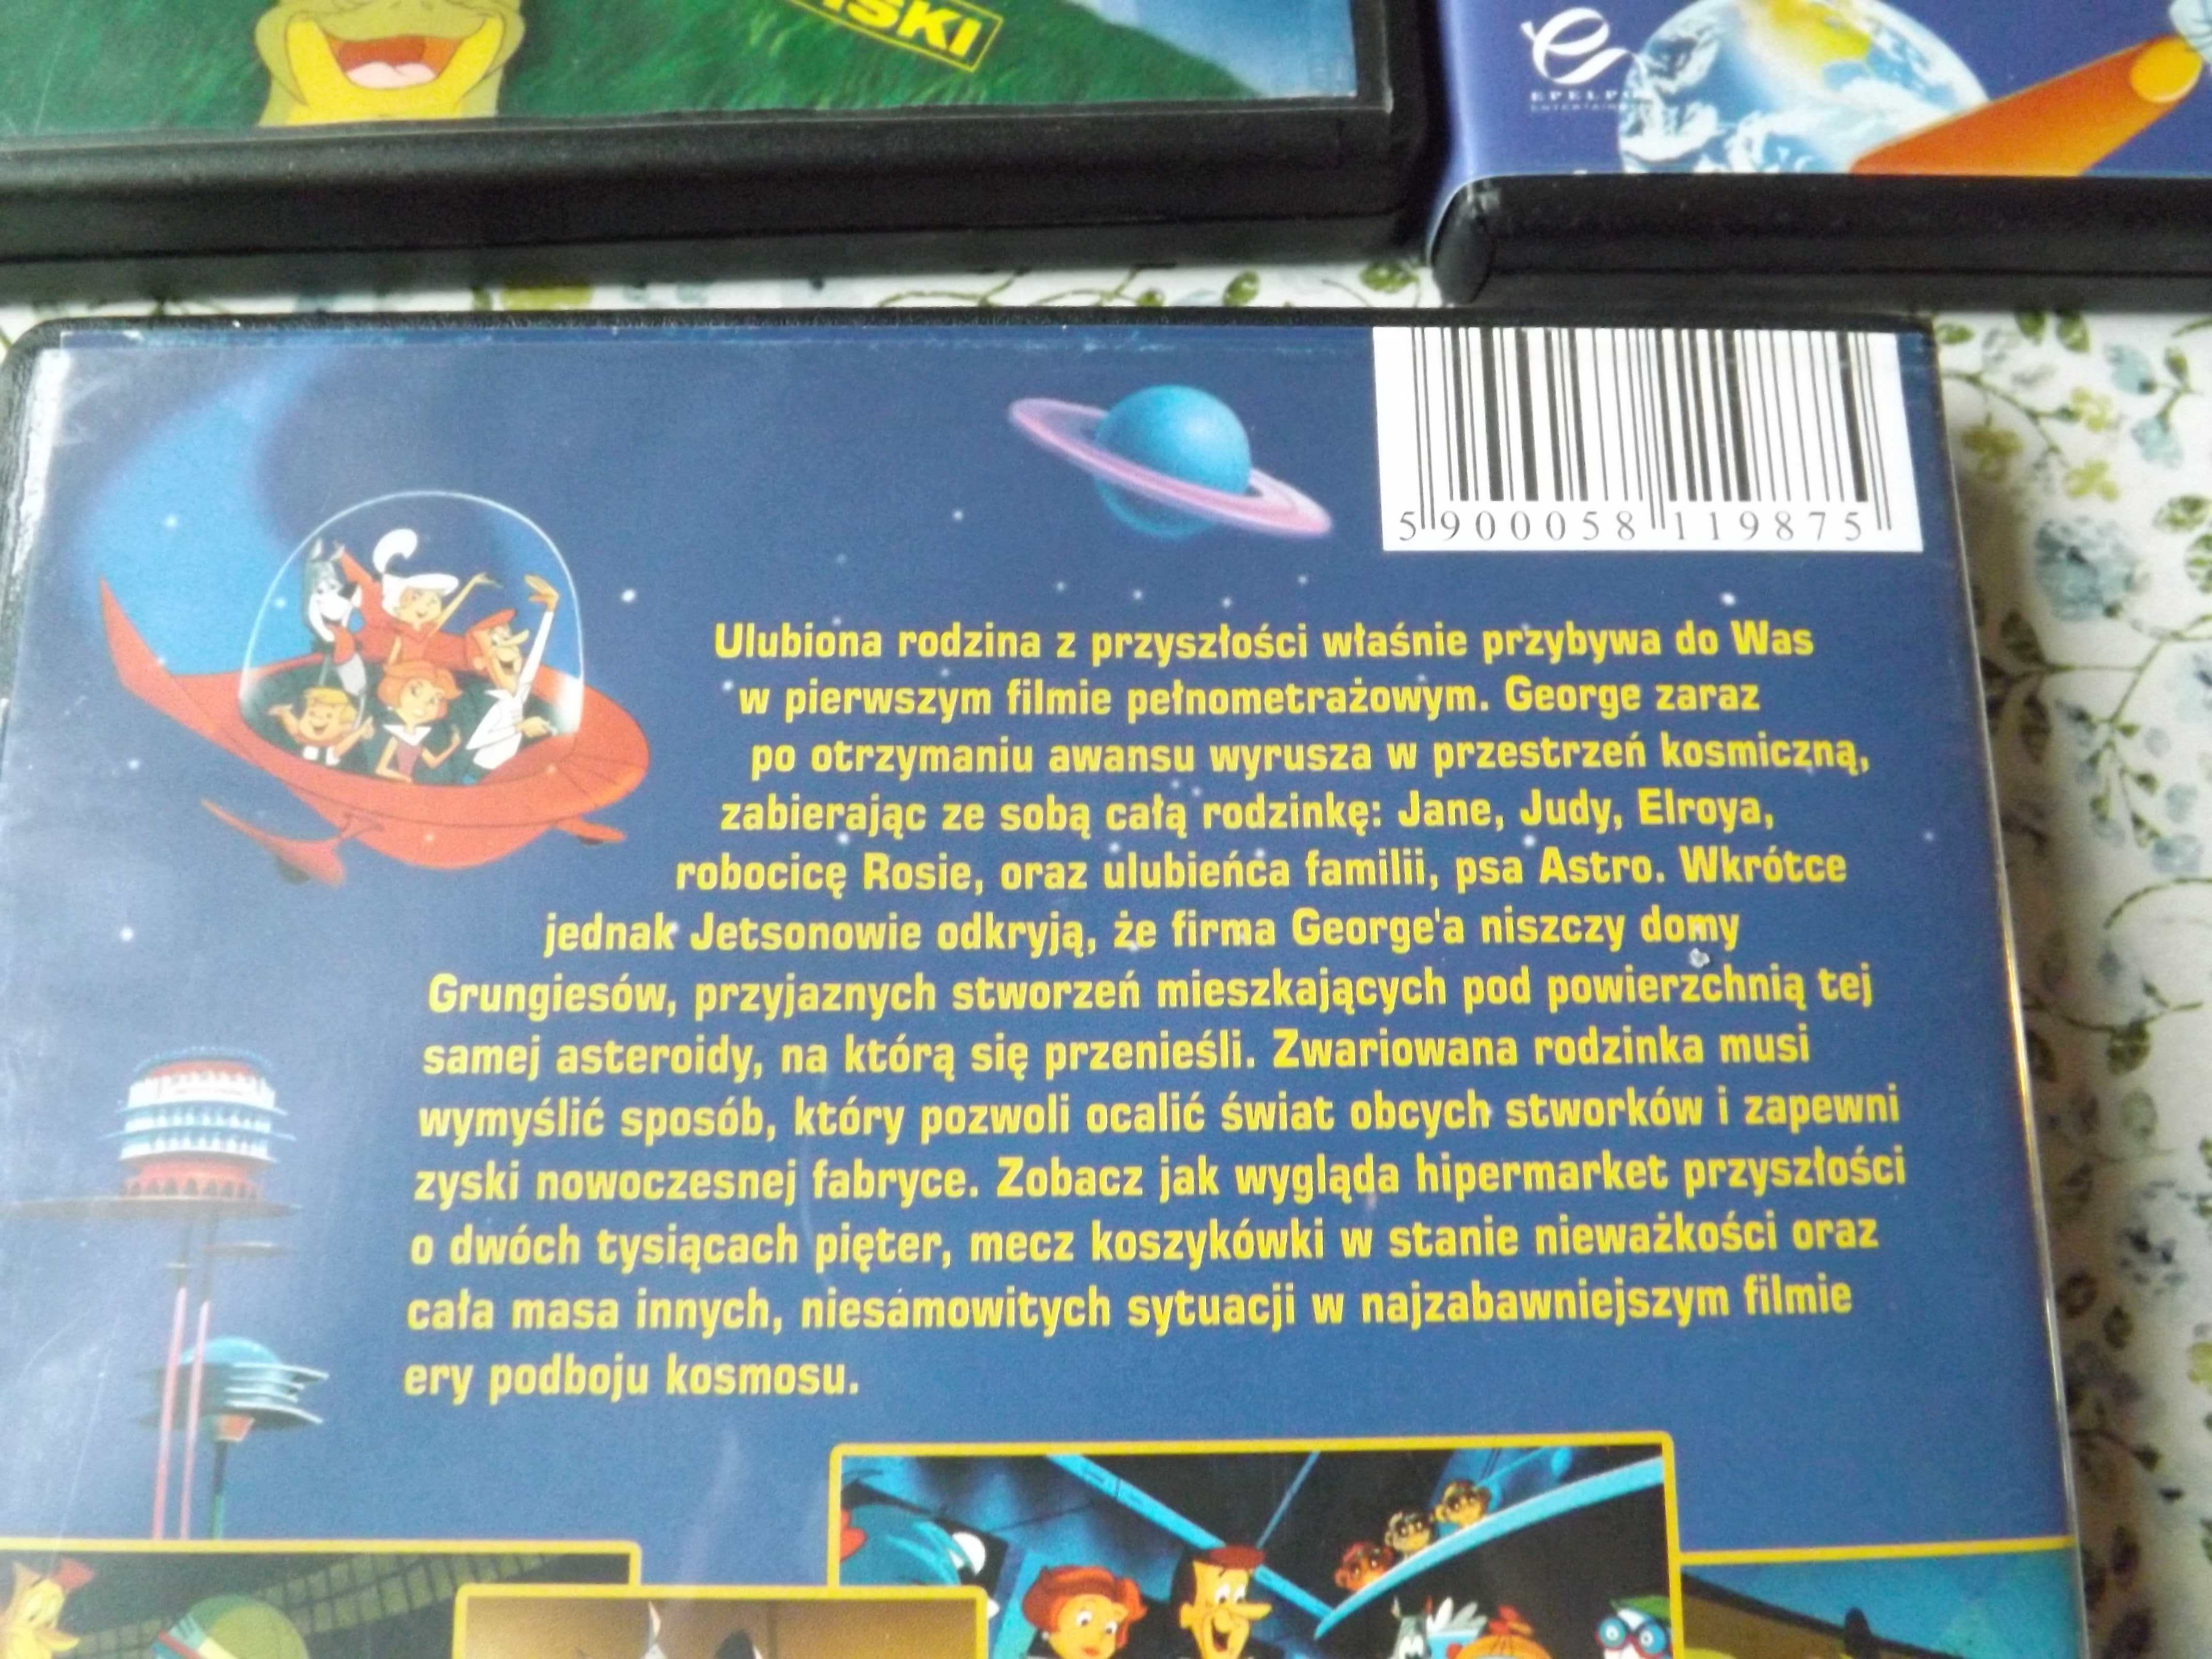 EPELPOL
ENTERTAINMENT
5 900058 119875
Ulubiona rodzina z przyszłości właśnie przybywa do Was
w pierwszym filmie pełnometrażowym. George zaraz
po otrzymaniu awansu wyrusza w przestrzeń kosmiczną,
zabierając ze sobą całą rodzinkę: Jane, Judy, Elroya,
robocicę Rosie, oraz ulubieńca familii, psa Astro. Wkrótce
jednak Jetsonowie odkryją, że firma George'a niszczy domy
Grungiesów, przyjaznych stworzeń mieszkających pod powierzchnią tej
samej asteroidy, na którą się przenieśli. Zwariowana rodzinka musi
wymyślić sposób, który pozwoli ocalić świat obcych stworków i zapewni
zyski nowoczesnej fabryce. Zobacz jak wygląda hipermarket przyszłości
o dwóch tysiącach pięter, mecz koszykówki w stanie nieważkości oraz
cała masa innych, niesamowitych sytuacji w najzabawniejszym filmie
ery podboju kosmosu.